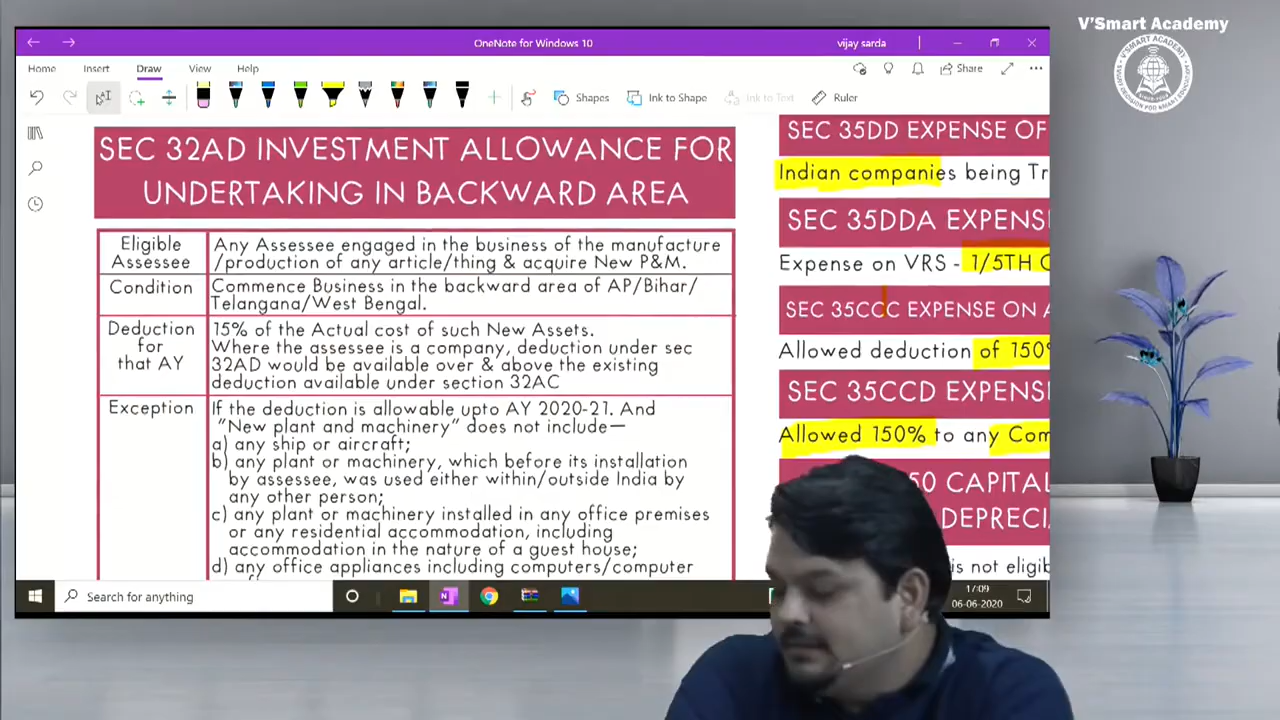 V'Smart Academy
OneNote for Windows 10
vijay sarda
Home
Insert
Draw
View
Help
Share
Shapes
Ink to Shape
Ink to Text
Ruler
SEC 32AD INVESTMENT ALLOWANCE FOR
UNDERTAKING IN BACKWARD AREA
Eligible
Assessee
Any Assessee engaged in the business of the manufacture
/production of any article/thing & acquire New P&M.
Condition
Commence Business in the backward area of AP/Bihar/
Telangana/West Bengal.
Deduction
for
that AY
15% of the Actual cost of such New Assets.
Where the assessee is a company, deduction under sec
32AD would be available over & above the existing
deduction available under section 32AC
Exception
If the deduction is allowable upto AY 2020-21. And
"New plant and machinery" does not include—
a) any ship or aircraft;
b) any plant or machinery, which before its installation
by assessee, was used either within/outside India by
any other person;
c) any plant or machinery installed in any office premises
or any residential accommodation, including
accommodation in the nature of a guest house;
d) any office appliances including computers/computer
SEC 35DD EXPENSE OF
Indian companies being Tr
SEC 35DDA EXPENS
Expense on VRS - 1/5TH
SEC 35CCC EXPENSE ON A
Allowed deduction of 150%
SEC 35CCD EXPENS
Allowed 150% to any Com
50 CAPITAL
DEPRECI
is not eligib
Search for anything
17:09
06-06-2020